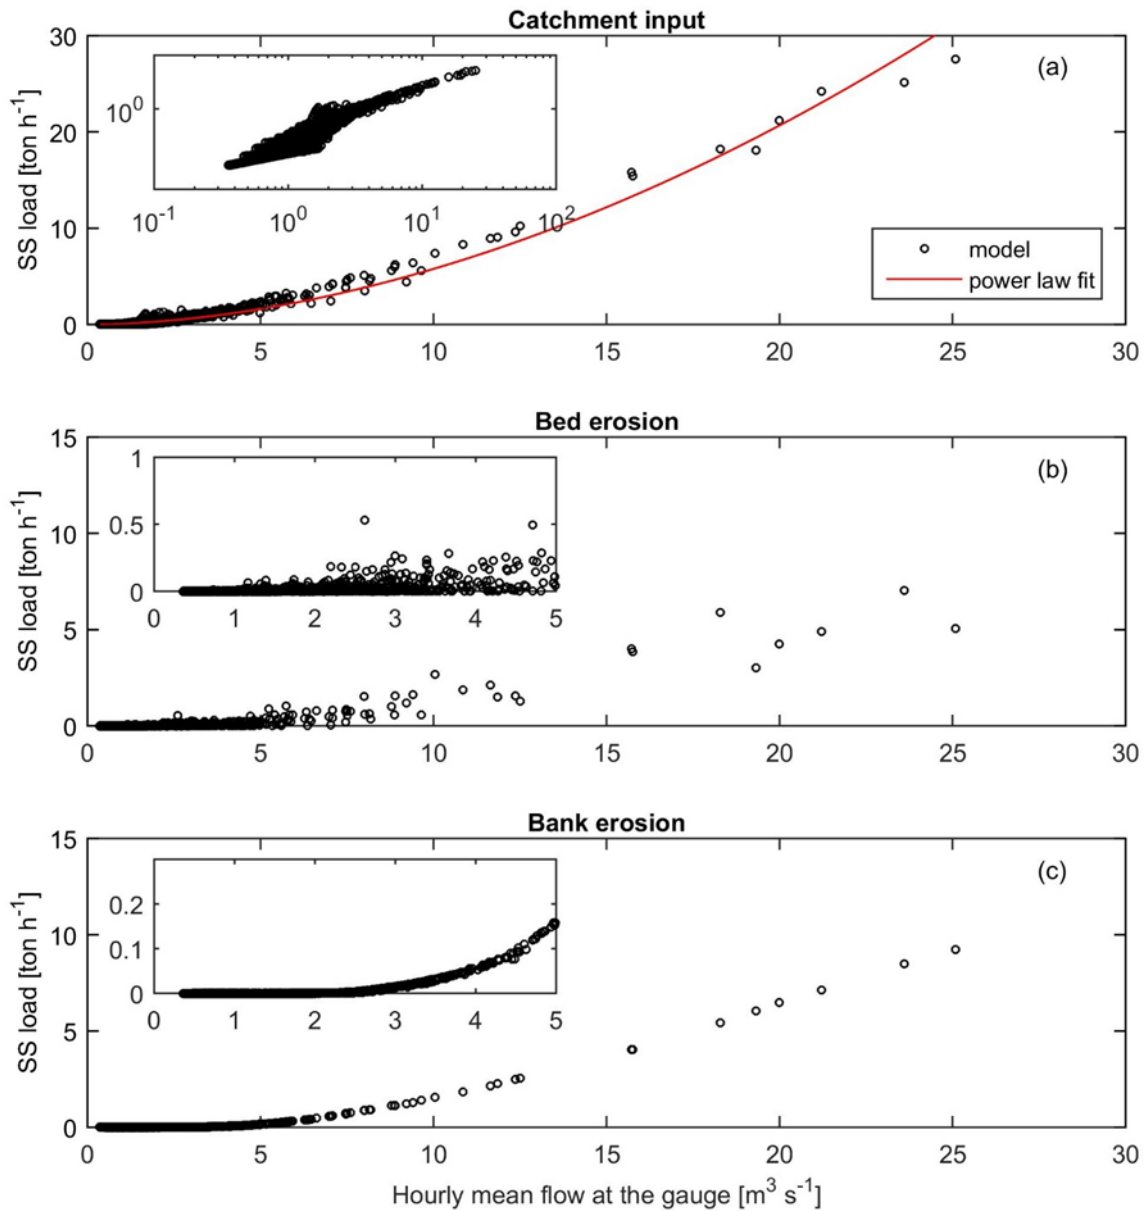 Catchment input
30
20
10
0
SS load [ton h⁻¹]
(a)
10⁰
10⁻¹ 10⁰ 10¹ 10²
model
power law fit
0 5 10 15 20 25 30
Bed erosion
15
10
5
0
SS load [ton h⁻¹]
(b)
1
0.5
0
0 1 2 3 4 5
0 5 10 15 20 25 30
Bank erosion
15
10
5
0
SS load [ton h⁻¹]
(c)
0.2
0.1
0
0 1 2 3 4 5
0 5 10 15 20 25 30
Hourly mean flow at the gauge [m³ s⁻¹]